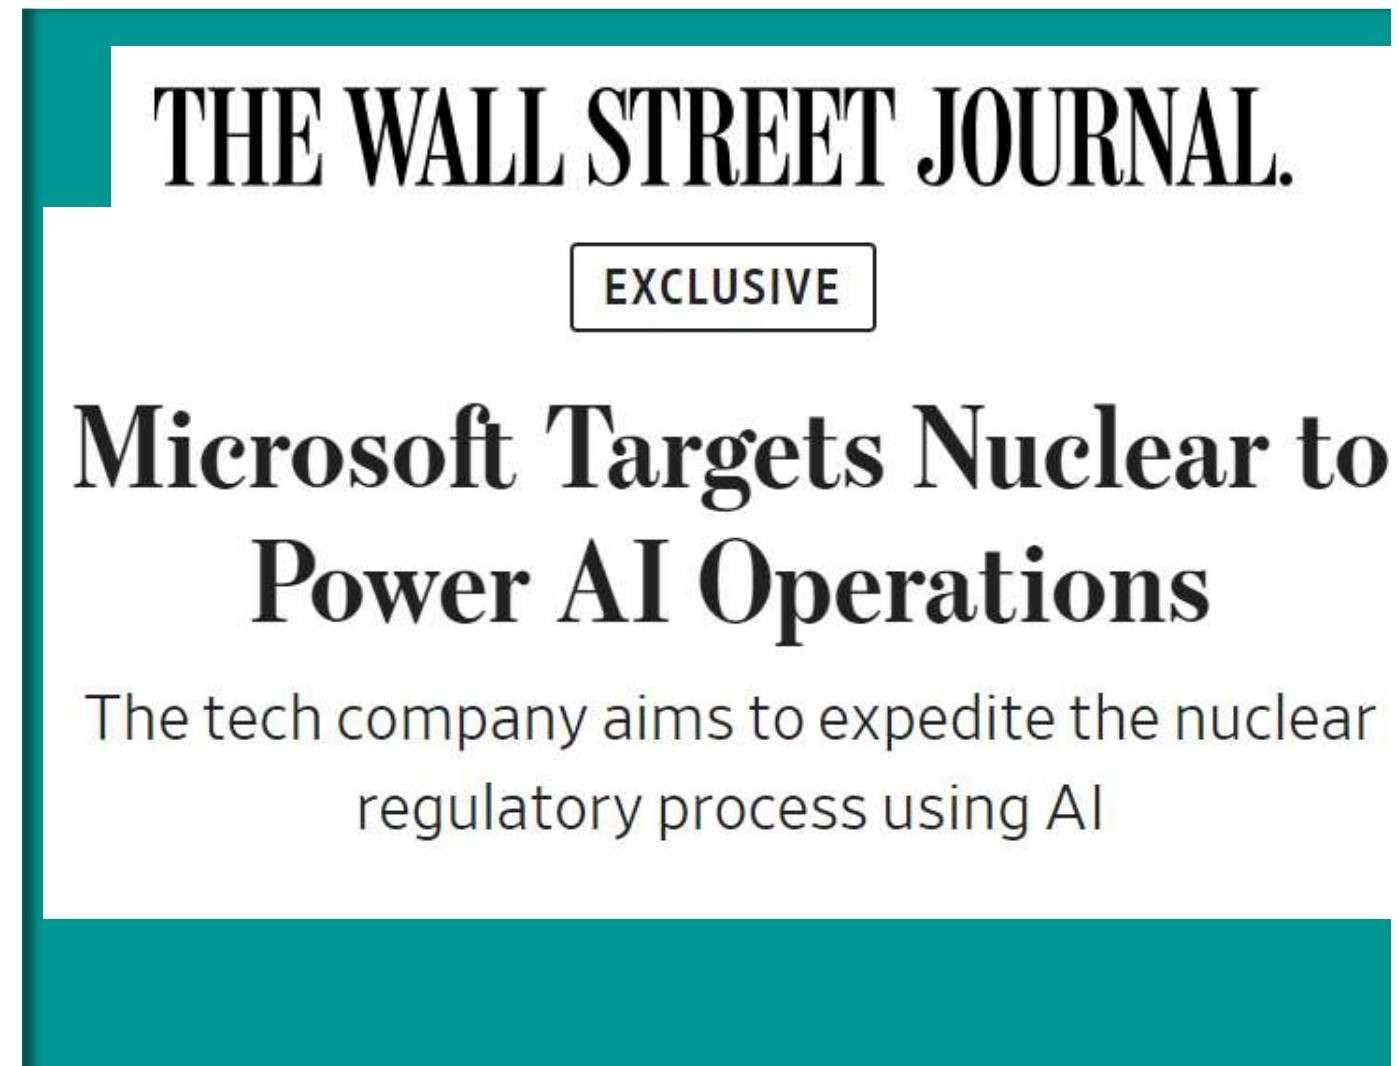 THE WALL STREET JOURNAL.
EXCLUSIVE
Microsoft Targets Nuclear to
Power AI Operations
The tech company aims to expedite the nuclear
regulatory process using AI